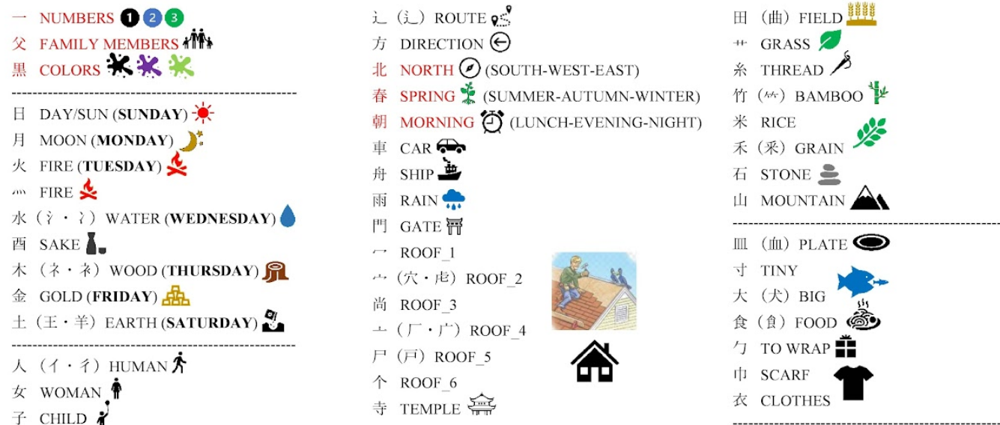 一 NUMBERS 1 2 3
父 FAMILY MEMBERS
黒 COLORS
日 DAY/SUN (SUNDAY)
月 MOON (MONDAY)
火 FIRE (TUESDAY)
灬 FIRE
水 (氵・冫) WATER (WEDNESDAY)
酉 SAKE
木 (ネ・ネ) WOOD (THURSDAY)
金 GOLD (FRIDAY)
土 (王・羊) EARTH (SATURDAY)
人 (イ・彳) HUMAN
女 WOMAN
子 CHILD
辶 (辶) ROUTE
方 DIRECTION
北 NORTH (SOUTH-WEST-EAST)
春 SPRING (SUMMER-AUTUMN-WINTER)
朝 MORNING (LUNCH-EVENING-NIGHT)
車 CAR
舟 SHIP
雨 RAIN
門 GATE
冖 ROOF_1
宀 (穴・虍) ROOF_2
尚 ROOF_3
亠 (厂・广) ROOF_4
尸 (戸) ROOF_5
个 ROOF_6
寺 TEMPLE
田 (曲) FIELD
艹 GRASS
糸 THREAD
竹 (⺮) BAMBOO
米 RICE
禾 (釆) GRAIN
石 STONE
山 MOUNTAIN
皿 (血) PLATE
寸 TINY
大 (犬) BIG
食 (飠) FOOD
勹 TO WRAP
巾 SCARF
衣 CLOTHES